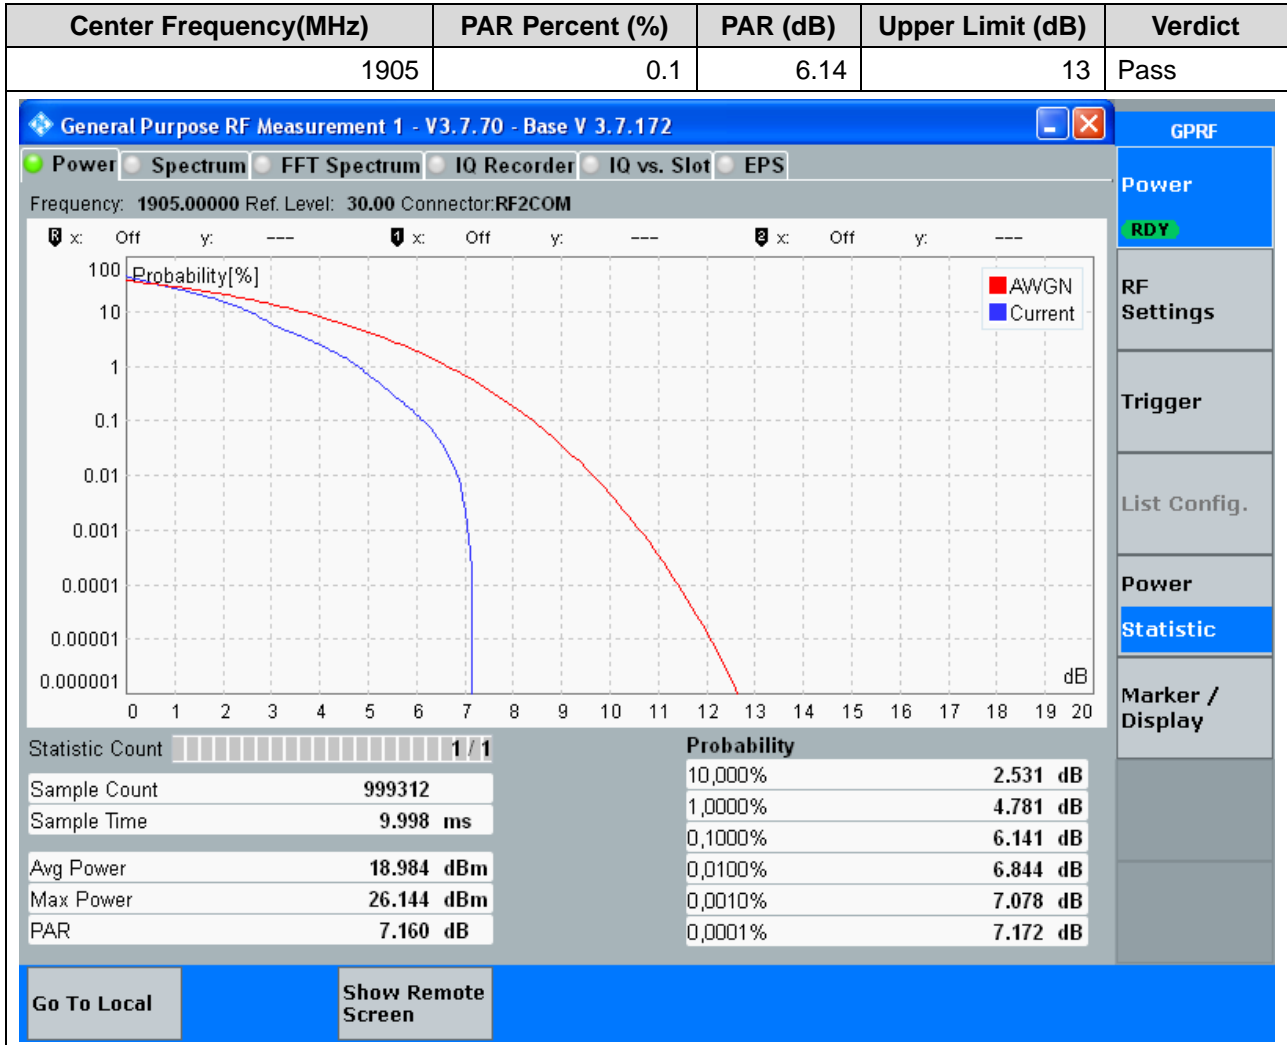 Center Frequency(MHz) PAR Percent (%) PAR (dB) Upper Limit (dB) Verdict
1905 0.1 6.14 13 Pass
General Purpose RF Measurement 1 - V3.7.70 - Base V 3.7.172
GPRF
Power Spectrum FFT Spectrum IQ Recorder IQ vs. Slot EPS
Power
RDY
Frequency: 1905.00000 Ref. Level: 30.00 Connector:RF2COM
R x: Off y: --- 1 x: Off y: --- 2 x: Off y: ---
Probability[%]
AWGN
Current
100
10
1
0.1
0.01
0.001
0.0001
0.00001
0.000001
dB
0 1 2 3 4 5 6 7 8 9 10 11 12 13 14 15 16 17 18 19 20
RF
Settings
Trigger
List Config.
Power
Statistic
Marker /
Display
Statistic Count 1 / 1
Sample Count 999312
Sample Time 9.998 ms
Avg Power 18.984 dBm
Max Power 26.144 dBm
PAR 7.160 dB
Probability
10,000% 2.531 dB
1,0000% 4.781 dB
0,1000% 6.141 dB
0,0100% 6.844 dB
0,0010% 7.078 dB
0,0001% 7.172 dB
Go To Local
Show Remote
Screen